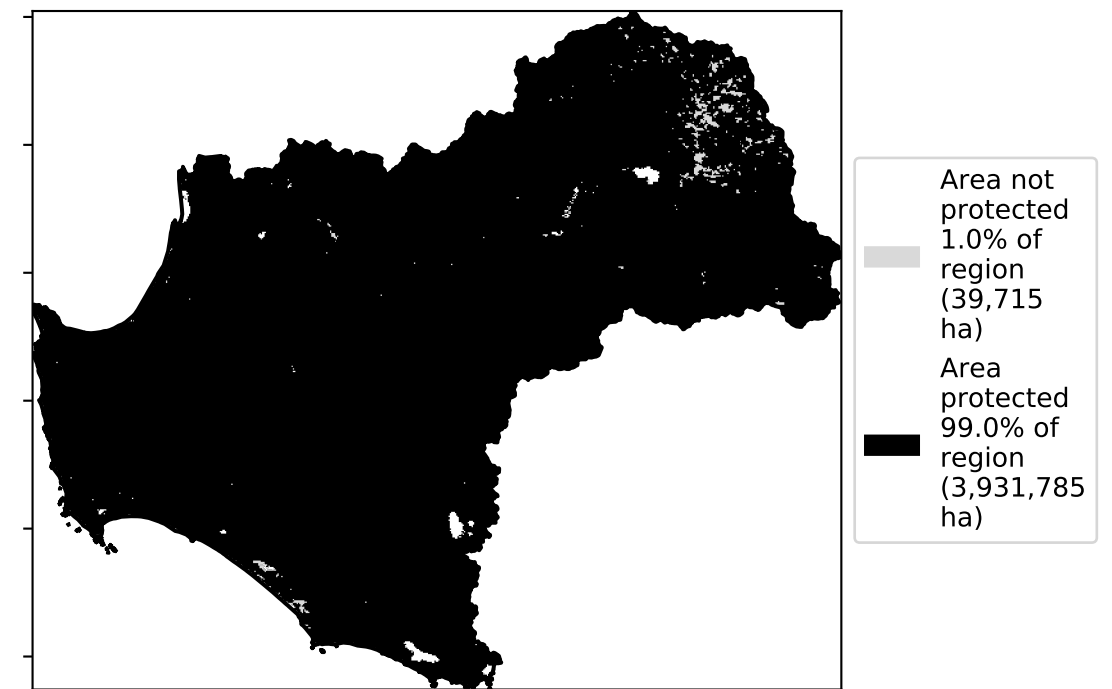 Area not
protected
1.0% of
region
(39,715
ha)
Area
protected
99.0% of
region
(3,931,785
ha)